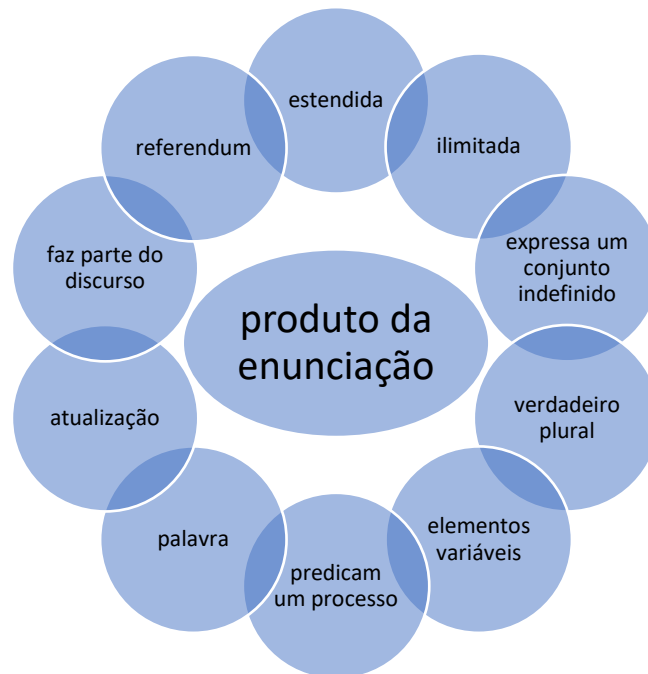 estendida
ilimitada
expressa um
conjunto
indefinido
verdadeiro
plural
elementos
variáveis
predicam
um processo
palavra
atualização
faz parte do
discurso
referendum
produto da
enunciação